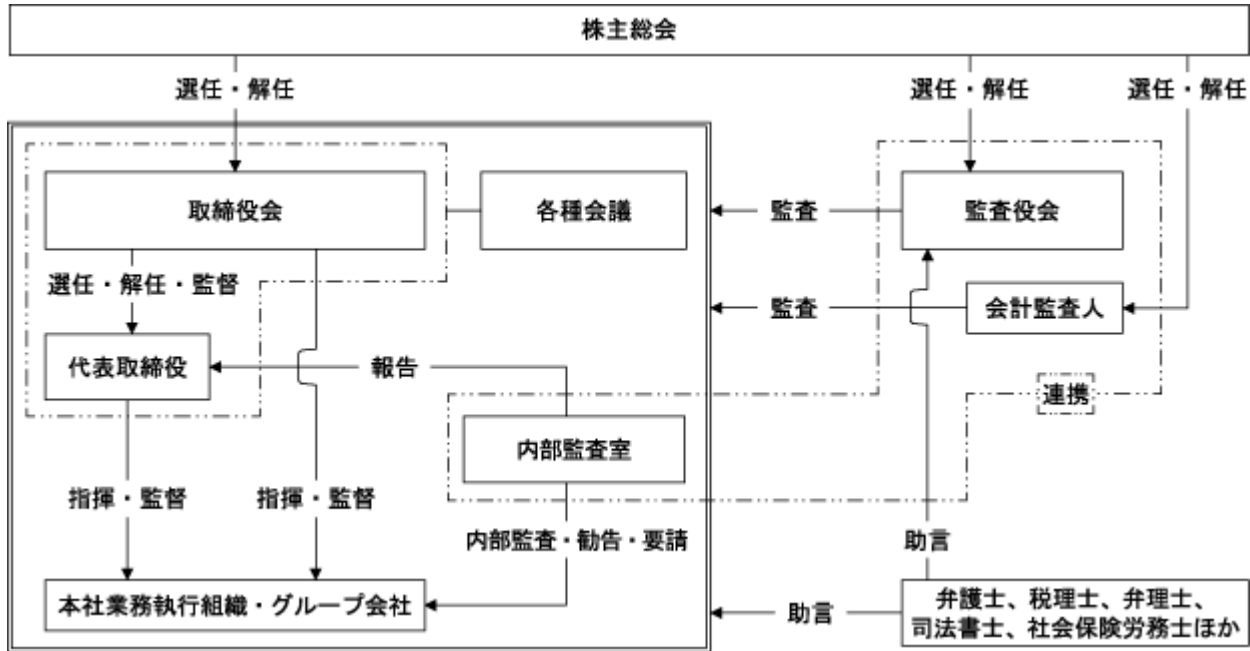 株主総会
選任・解任
選任・解任
選任・解任
取締役会
各種会議
監査
監査役会
選任・解任・監督
監査
会計監査人
代表取締役
報告
連携
内部監査室
指揮・監督
指揮・監督
内部監査・勧告・要請
助言
本社業務執行組織・グループ会社
助言
弁護士、税理士、弁理士、
司法書士、社会保険労務士ほか